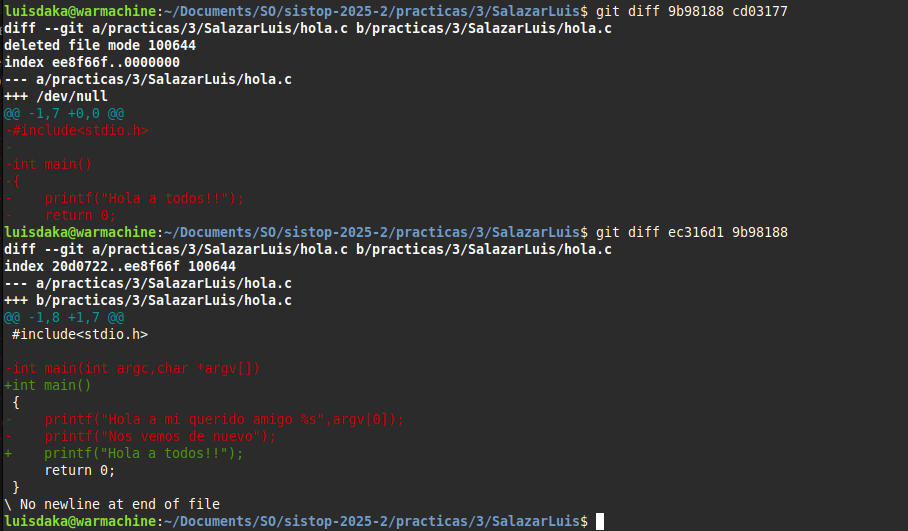 luisdaka@warmachine:~/Documents/SO/sistop-2025-2/practicas/3/SalazarLuis$ git diff 9b98188 cd03177
diff --git a/practicas/3/SalazarLuis/hola.c b/practicas/3/SalazarLuis/hola.c
deleted file mode 100644
index ee8f66f..0000000
--- a/practicas/3/SalazarLuis/hola.c
+++ /dev/null
@@ -1,7 +0,0 @@
-#include<stdio.h>
-
-int main()
-{
-    printf("Hola a todos!!");
-    return 0;
luisdaka@warmachine:~/Documents/SO/sistop-2025-2/practicas/3/SalazarLuis$ git diff ec316d1 9b98188
diff --git a/practicas/3/SalazarLuis/hola.c b/practicas/3/SalazarLuis/hola.c
index 20d0722..ee8f66f 100644
--- a/practicas/3/SalazarLuis/hola.c
+++ b/practicas/3/SalazarLuis/hola.c
@@ -1,8 +1,7 @@
 #include<stdio.h>
 
-int main(int argc,char *argv[])
+int main()
 {
-    printf("Hola a mi querido amigo %s",argv[0]);
-    printf("Nos vemos de nuevo");
+    printf("Hola a todos!!");
     return 0;
 }
\ No newline at end of file
luisdaka@warmachine:~/Documents/SO/sistop-2025-2/practicas/3/SalazarLuis$